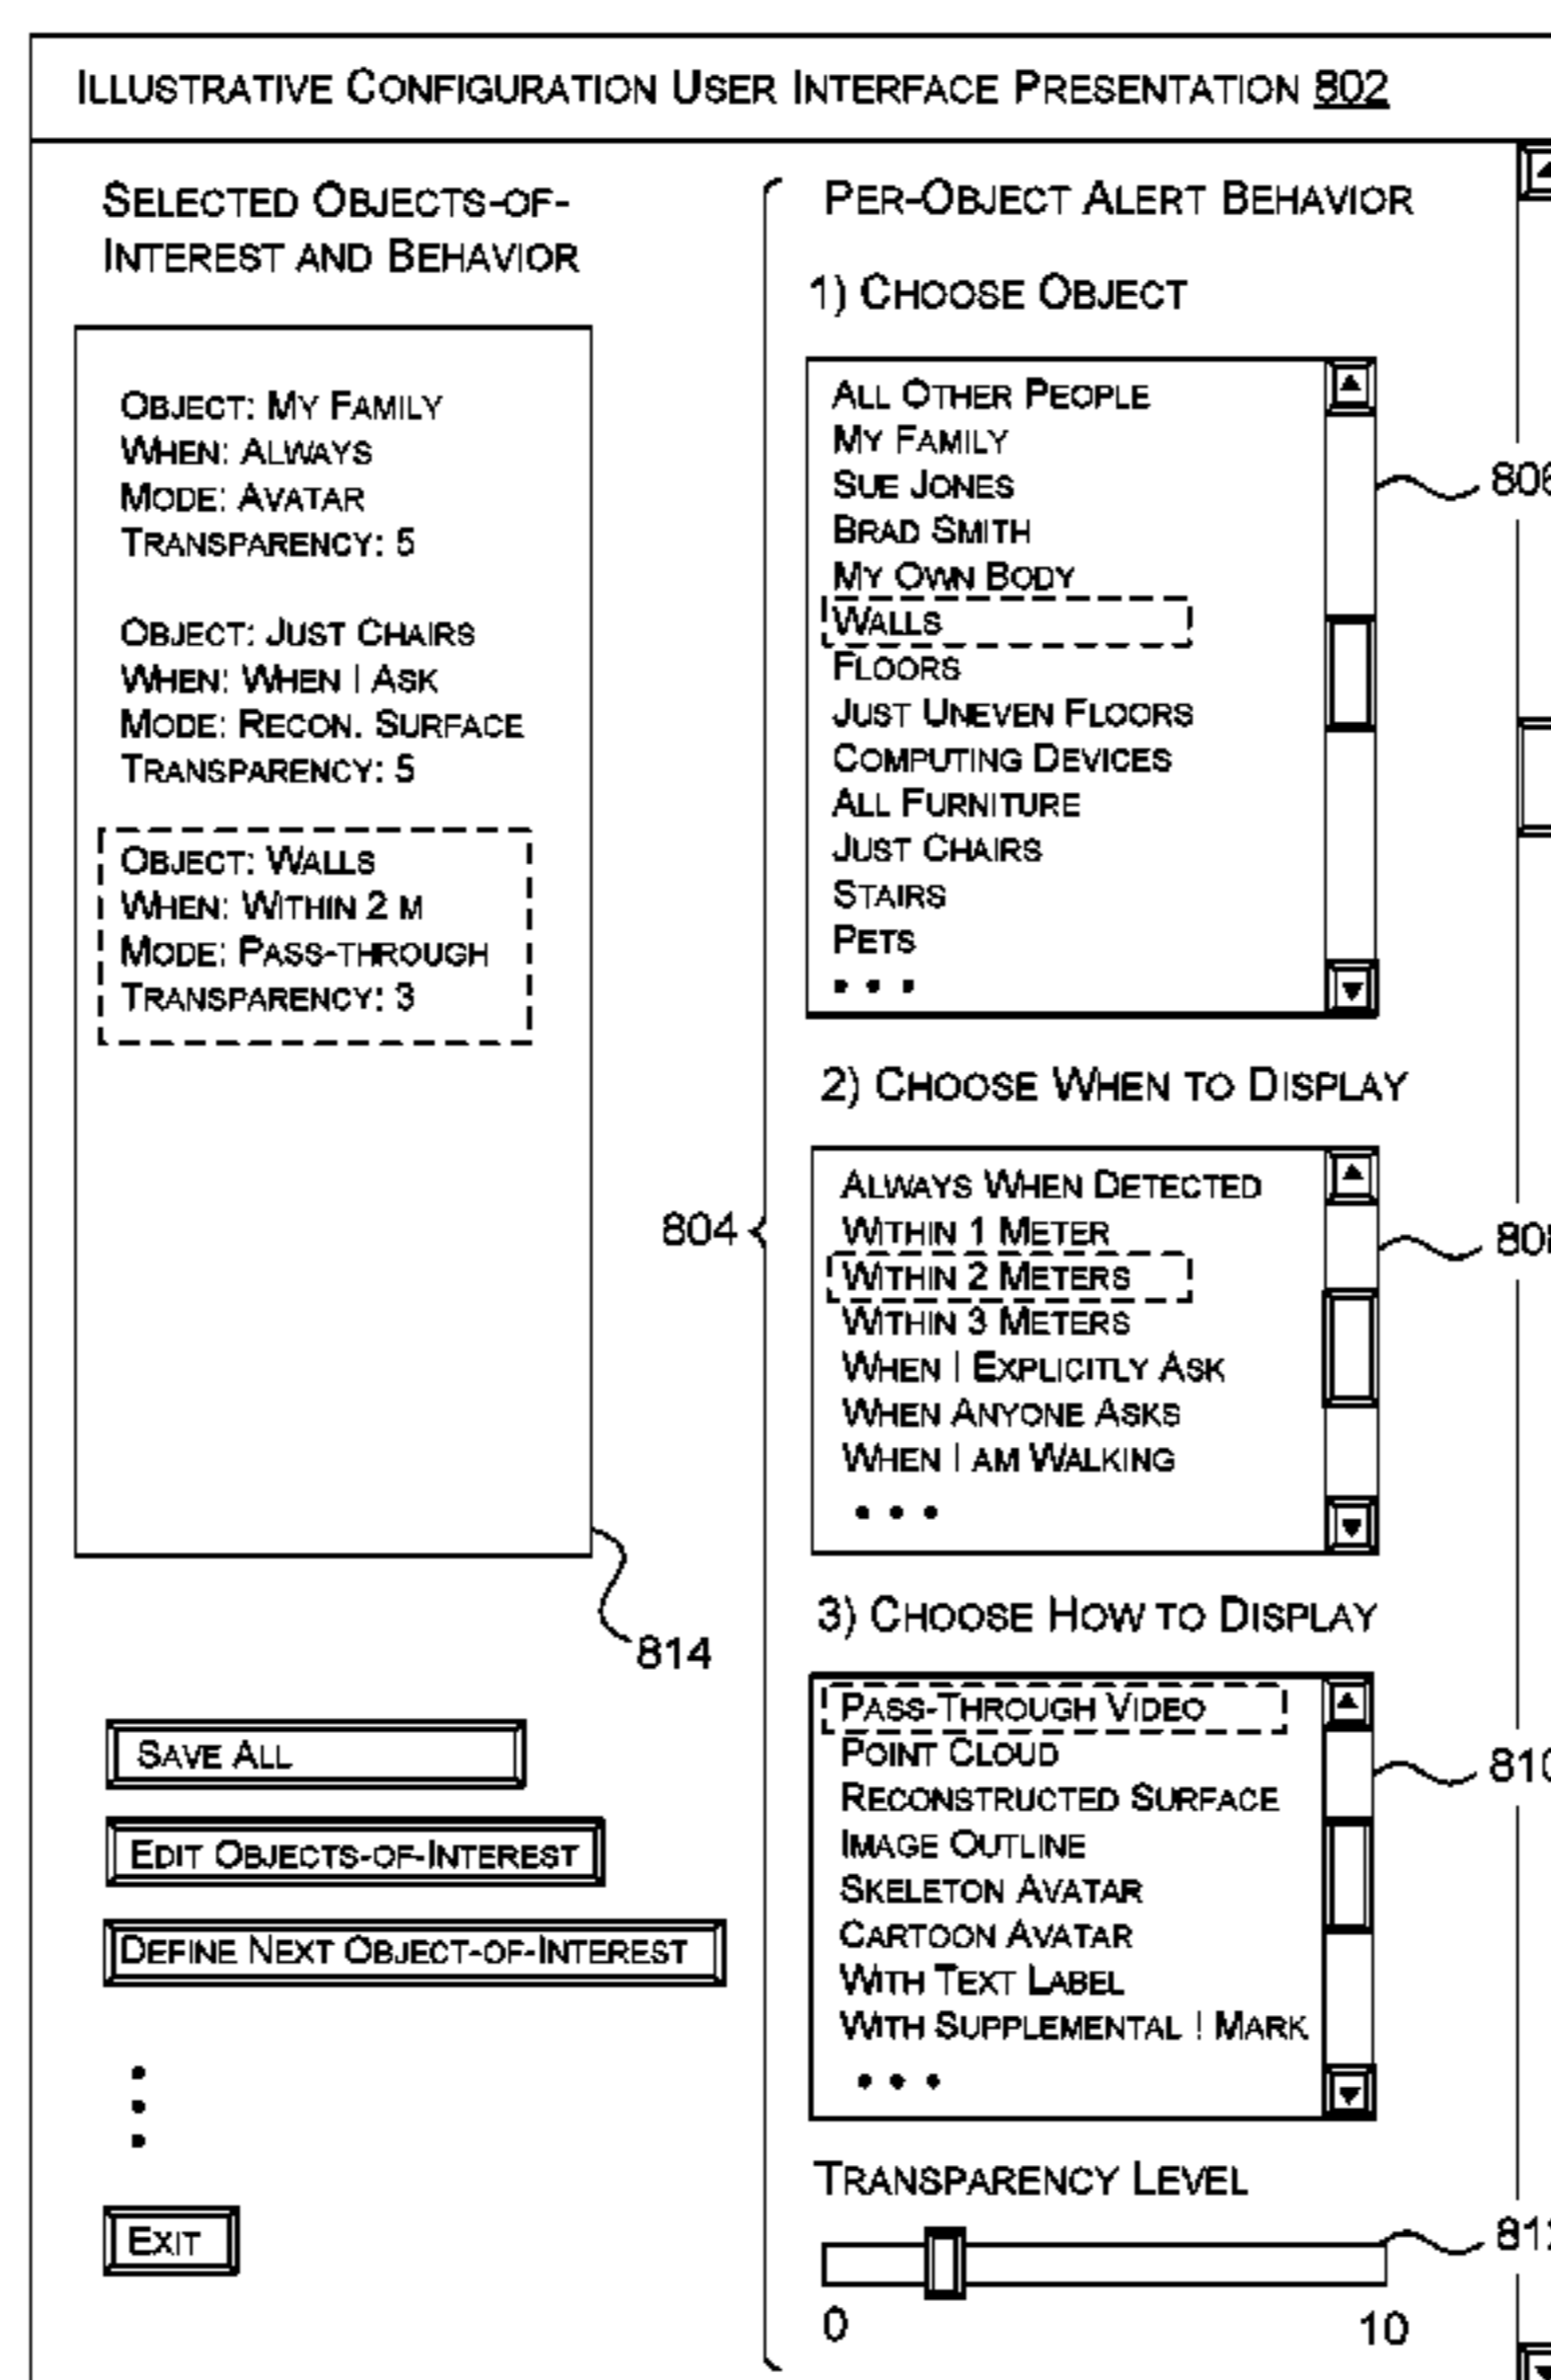 ILLUSTRATIVE CONFIGURATION USER INTERFACE PRESENTATION 802
SELECTED OBJECTS-OF-
INTEREST AND BEHAVIOR
OBJECT: MY FAMILY
WHEN: ALWAYS
MODE: AVATAR
TRANSPARENCY: 5
OBJECT: JUST CHAIRS
WHEN: WHEN I ASK
MODE: RECON. SURFACE
TRANSPARENCY: 5
OBJECT: WALLS
WHEN: WITHIN 2 M
MODE: PASS-THROUGH
TRANSPARENCY: 3
814
SAVE ALL
EDIT OBJECTS-OF-INTEREST
DEFINE NEXT OBJECT-OF-INTEREST
EXIT
804
PER-OBJECT ALERT BEHAVIOR
1) CHOOSE OBJECT
ALL OTHER PEOPLE
MY FAMILY
SUE JONES
BRAD SMITH
MY OWN BODY
WALLS
FLOORS
JUST UNEVEN FLOORS
COMPUTING DEVICES
ALL FURNITURE
JUST CHAIRS
STAIRS
PETS
• • •
806
2) CHOOSE WHEN TO DISPLAY
ALWAYS WHEN DETECTED
WITHIN 1 METER
WITHIN 2 METERS
WITHIN 3 METERS
WHEN I EXPLICITLY ASK
WHEN ANYONE ASKS
WHEN I AM WALKING
• • •
808
3) CHOOSE HOW TO DISPLAY
PASS-THROUGH VIDEO
POINT CLOUD
RECONSTRUCTED SURFACE
IMAGE OUTLINE
SKELETON AVATAR
CARTOON AVATAR
WITH TEXT LABEL
WITH SUPPLEMENTAL ! MARK
• • •
810
TRANSPARENCY LEVEL
812
0
10